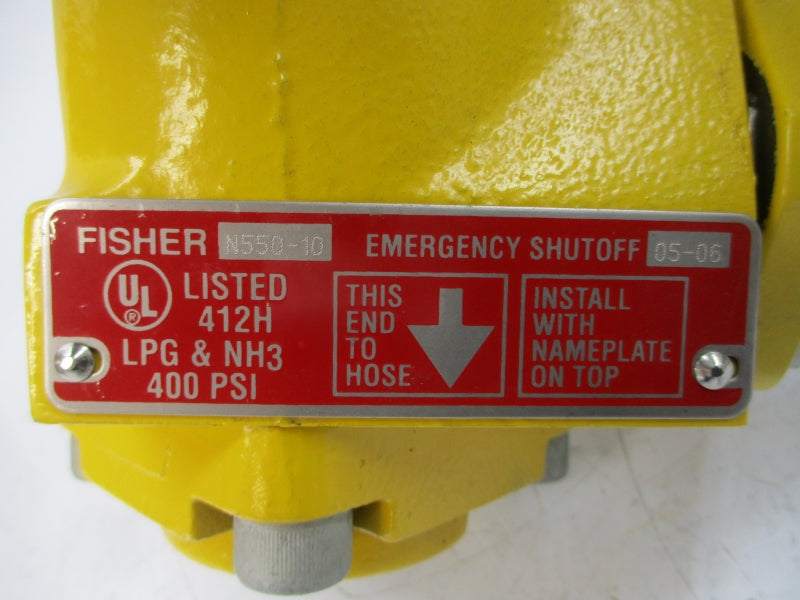 FISHER N550-10 EMERGENCY SHUTOFF 05-06
UL ® LISTED
412H
LPG & NH3
400 PSI
THIS
END
TO
HOSE
INSTALL
WITH
NAMEPLATE
ON TOP